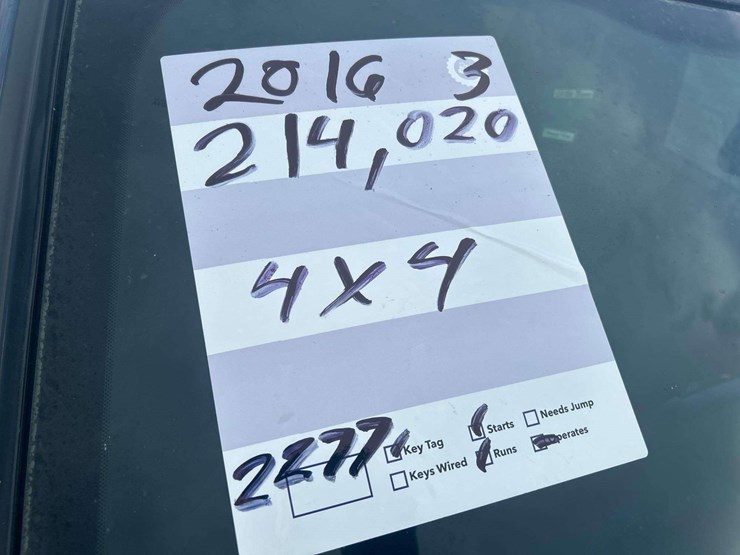 2016 3
214,020
4x4
2277
Key Tag
Starts
Needs Jump
Keys Wired
Runs